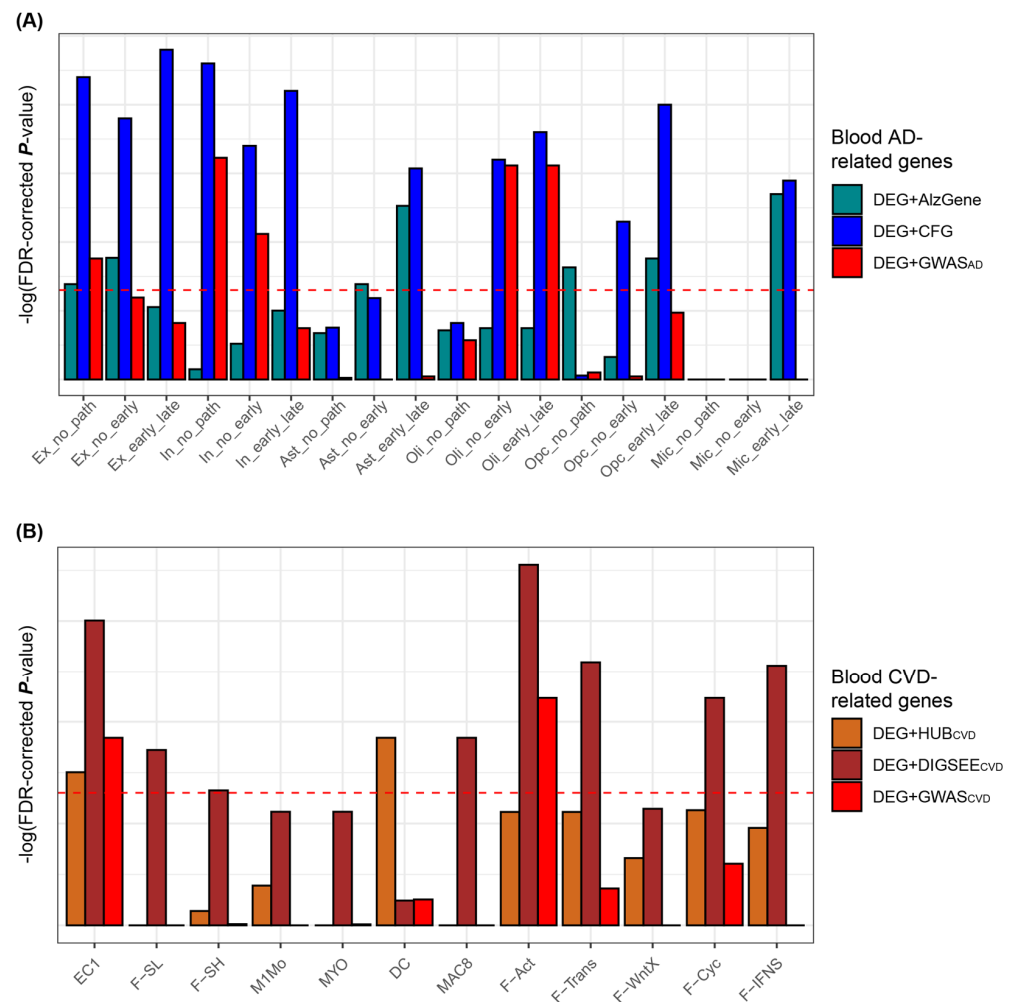 (A)
-log(FDR-corrected P-value)
Ex_no_path
Ex_no_early
Ex_early_late
In_no_path
In_no_early
In_early_late
Ast_no_path
Ast_no_early
Ast_early_late
Oli_no_path
Oli_no_early
Oli_early_late
Opc_no_path
Opc_no_early
Opc_early_late
Mic_no_path
Mic_no_early
Mic_early_late
Blood AD-
related genes
DEG+AlzGene
DEG+CFG
DEG+GWASAD
(B)
-log(FDR-corrected P-value)
EC1
F−SL
F−SH
M1Mo
MYO
DC
MAC8
F−Act
F−Trans
F−WntX
F−Cyc
F−IFNS
Blood CVD-
related genes
DEG+HUBCVD
DEG+DIGSEECVD
DEG+GWASCVD